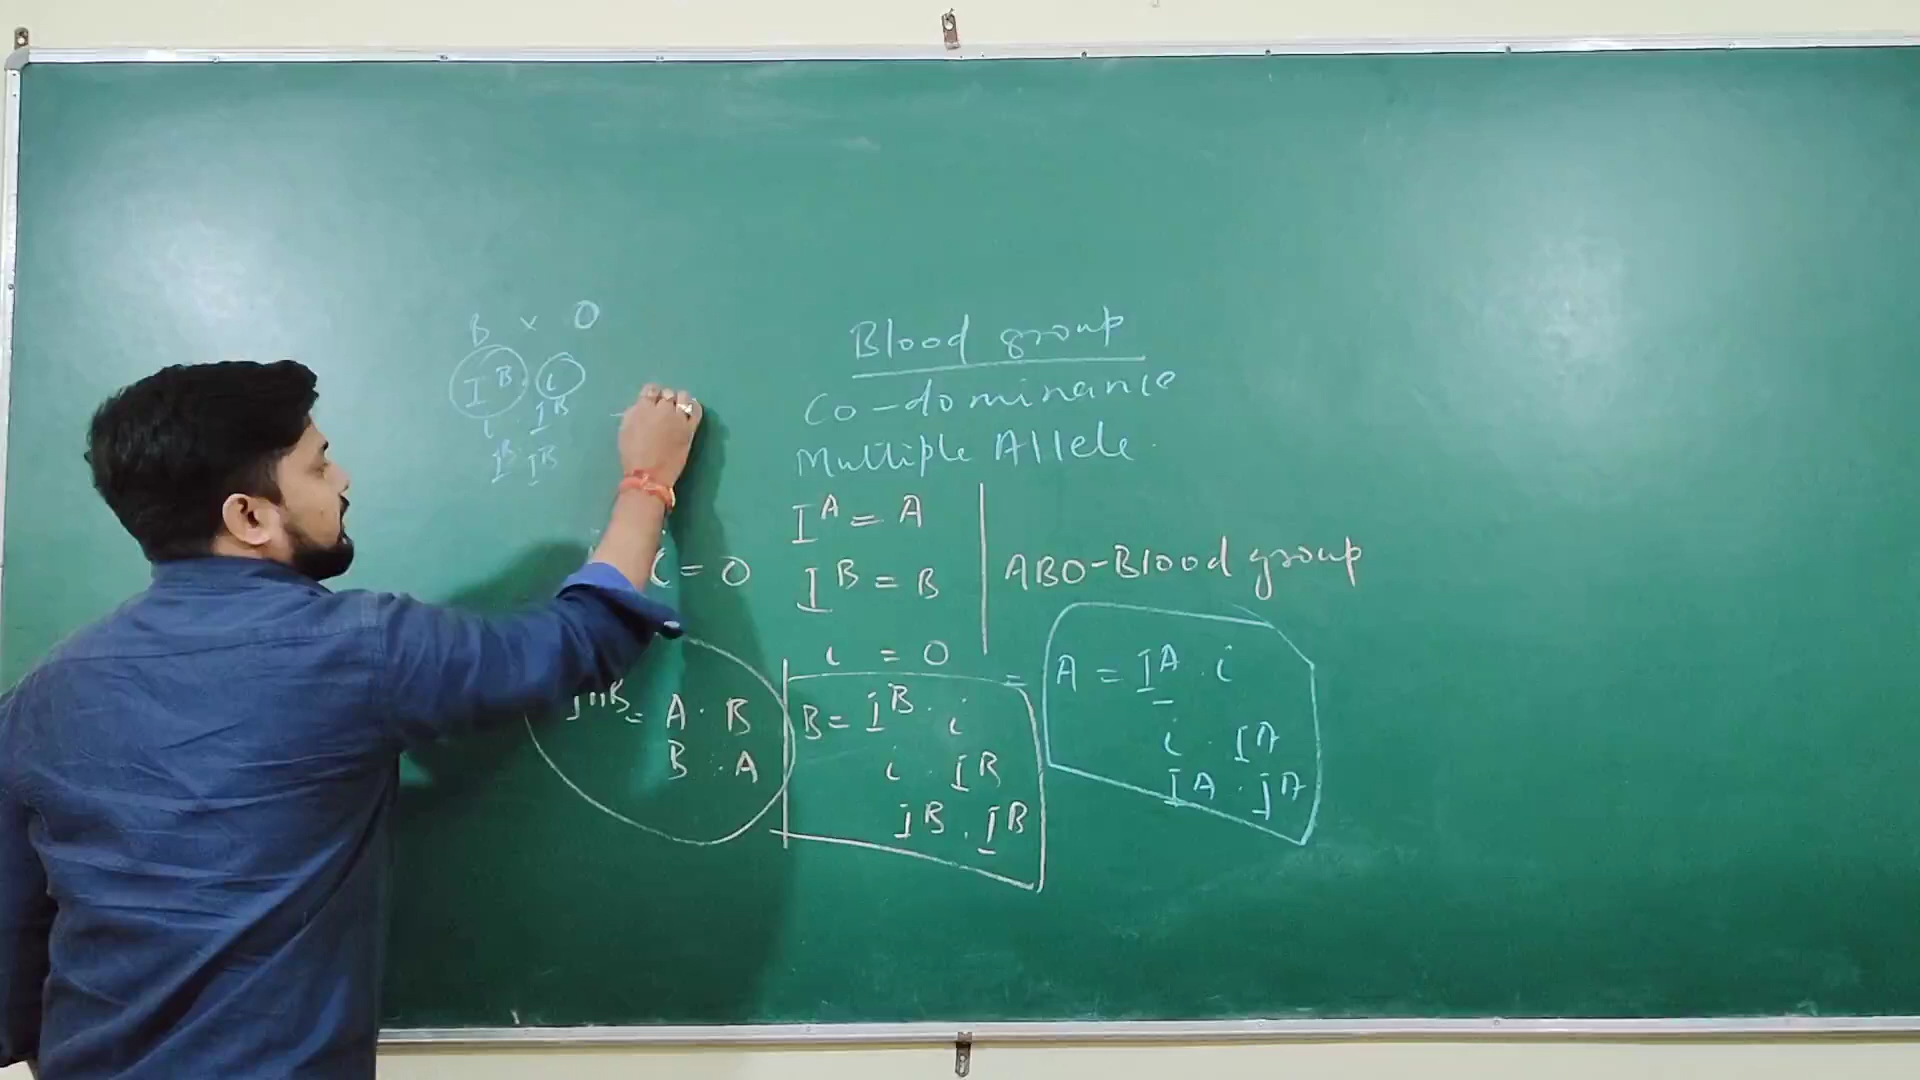 B × O
I^B . i
i . I^B
I^B . I^B
Blood group
Co-dominance
Multiple Allele.
I^A = A
I^B = B
i = O
ABO-Blood group
= O
= A . B
B . A
B = I^B . i
i . I^B
I^B . I^B
= A = I^A . i
i . I^A
I^A . I^A